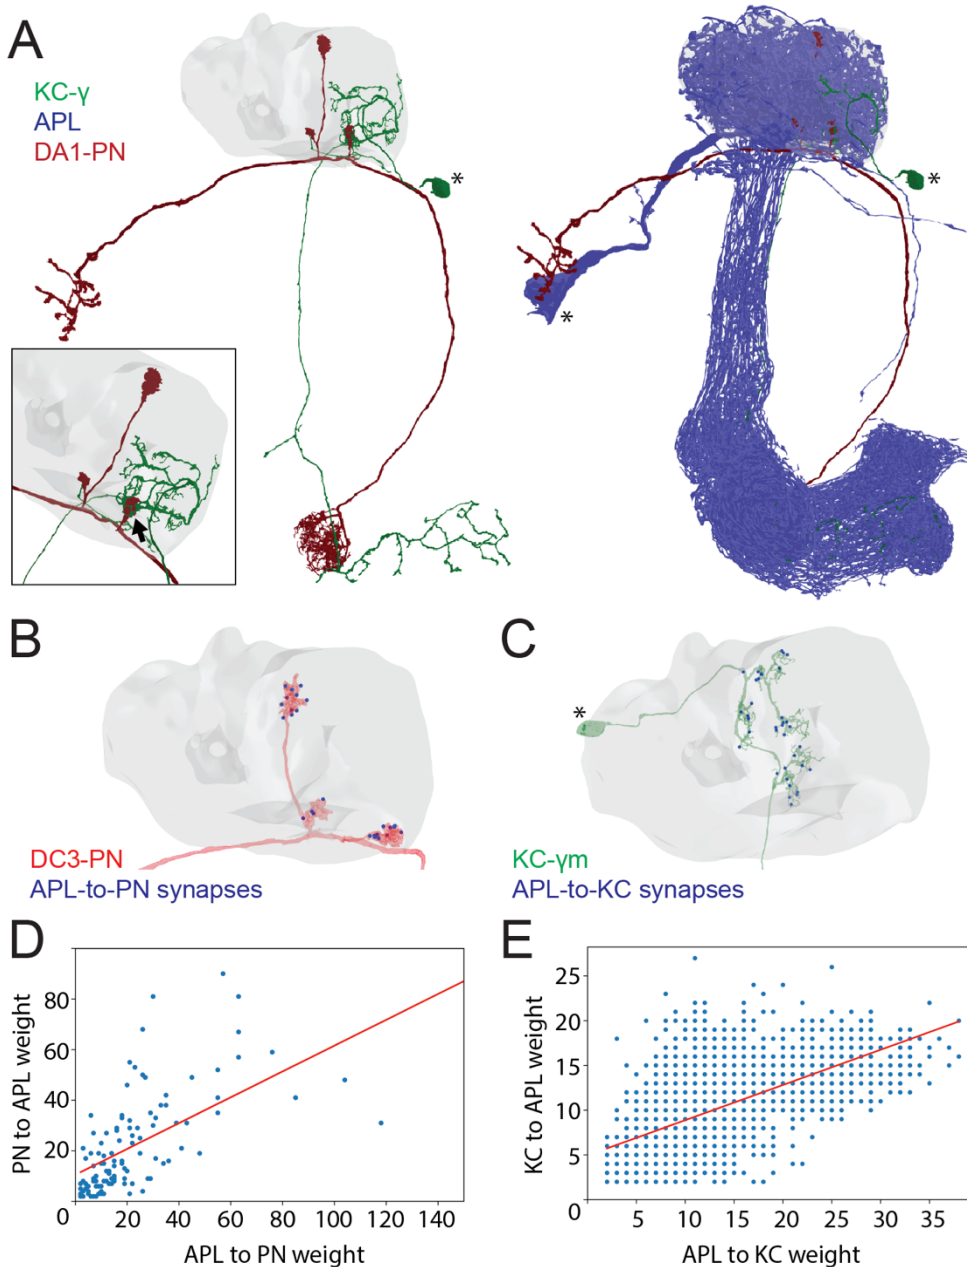 A
KC-γ
APL
DA1-PN
*
*
*
B
DC3-PN
APL-to-PN synapses
C
*
KC-γm
APL-to-KC synapses
D
PN to APL weight
80
60
40
20
0
20
40
60
80
100
120
140
APL to PN weight
E
KC to APL weight
25
20
15
10
5
0
5
10
15
20
25
30
35
APL to KC weight